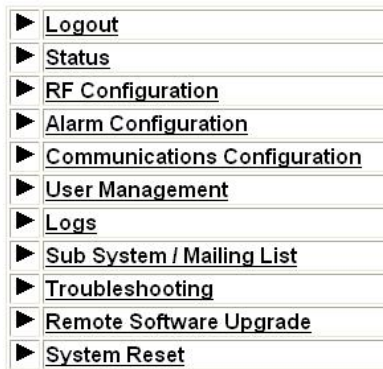 Logout
Status
RF Configuration
Alarm Configuration
Communications Configuration
User Management
Logs
Sub System / Mailing List
Troubleshooting
Remote Software Upgrade
System Reset